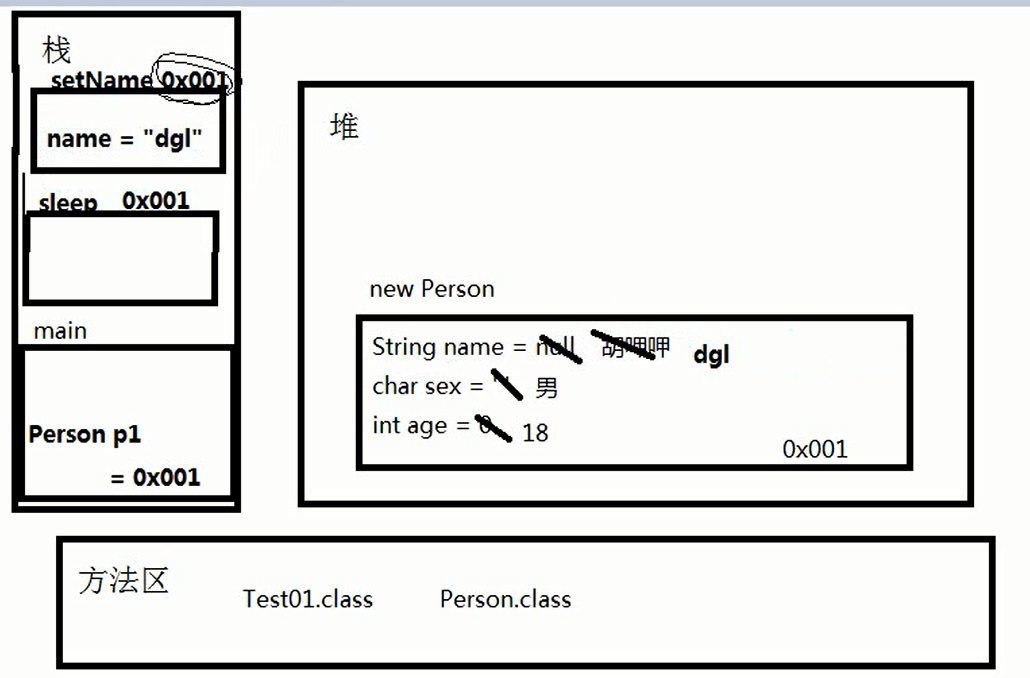 栈
setName 0x001
name = "dgl"
sleep 0x001
main
Person p1
= 0x001
堆
new Person
String name = null 胡呷呷 dgl
char sex = ' ' 男
int age = 0 18
0x001
方法区
Test01.class Person.class